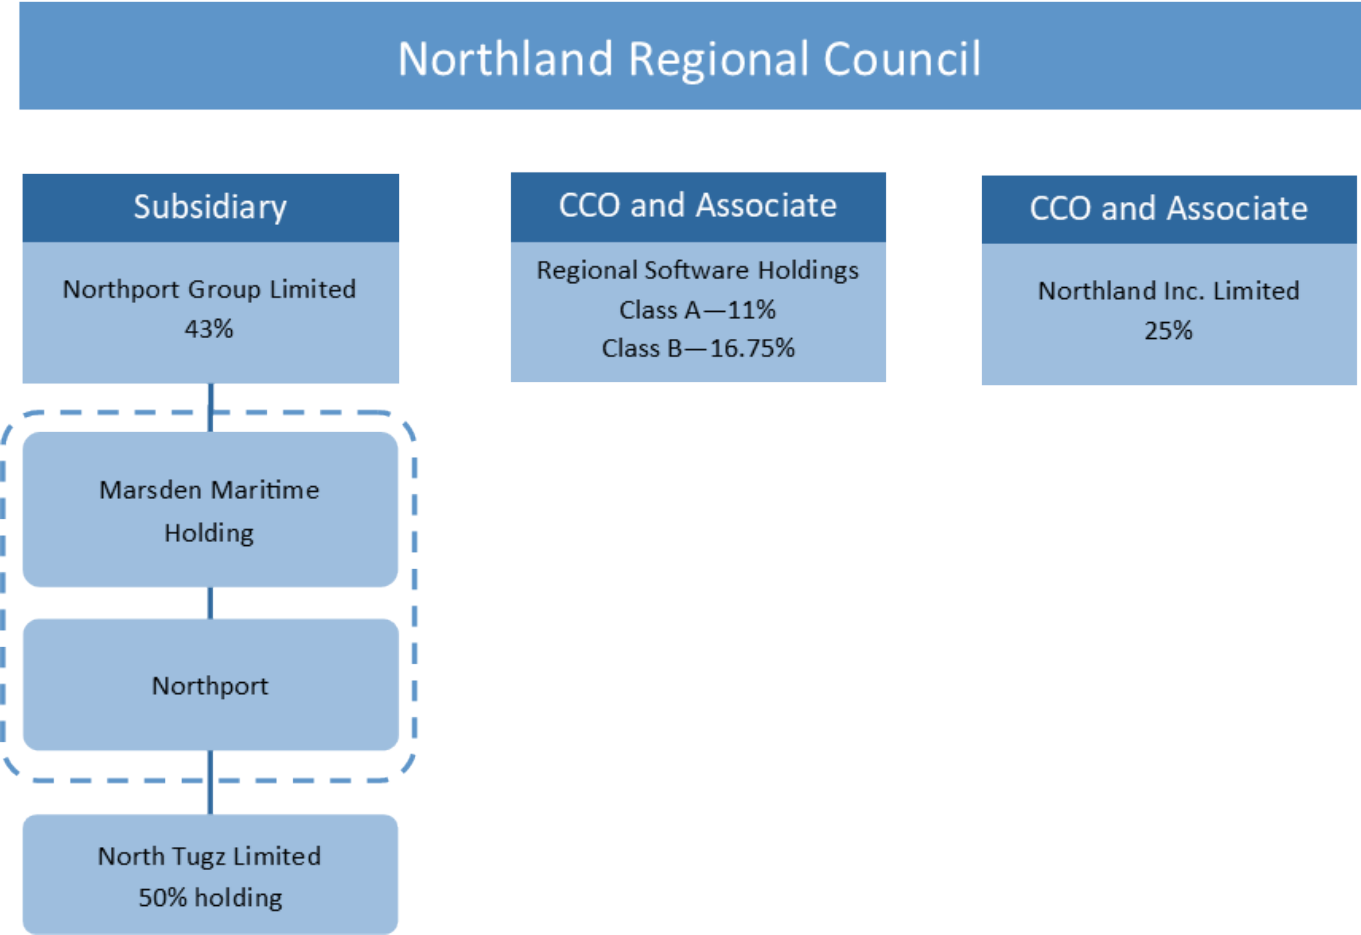 Northland Regional Council
Subsidiary
Northport Group Limited
43%
Marsden Maritime
Holding
Northport
North Tugz Limited
50% holding
CCO and Associate
Regional Software Holdings
Class A—11%
Class B—16.75%
CCO and Associate
Northland Inc. Limited
25%